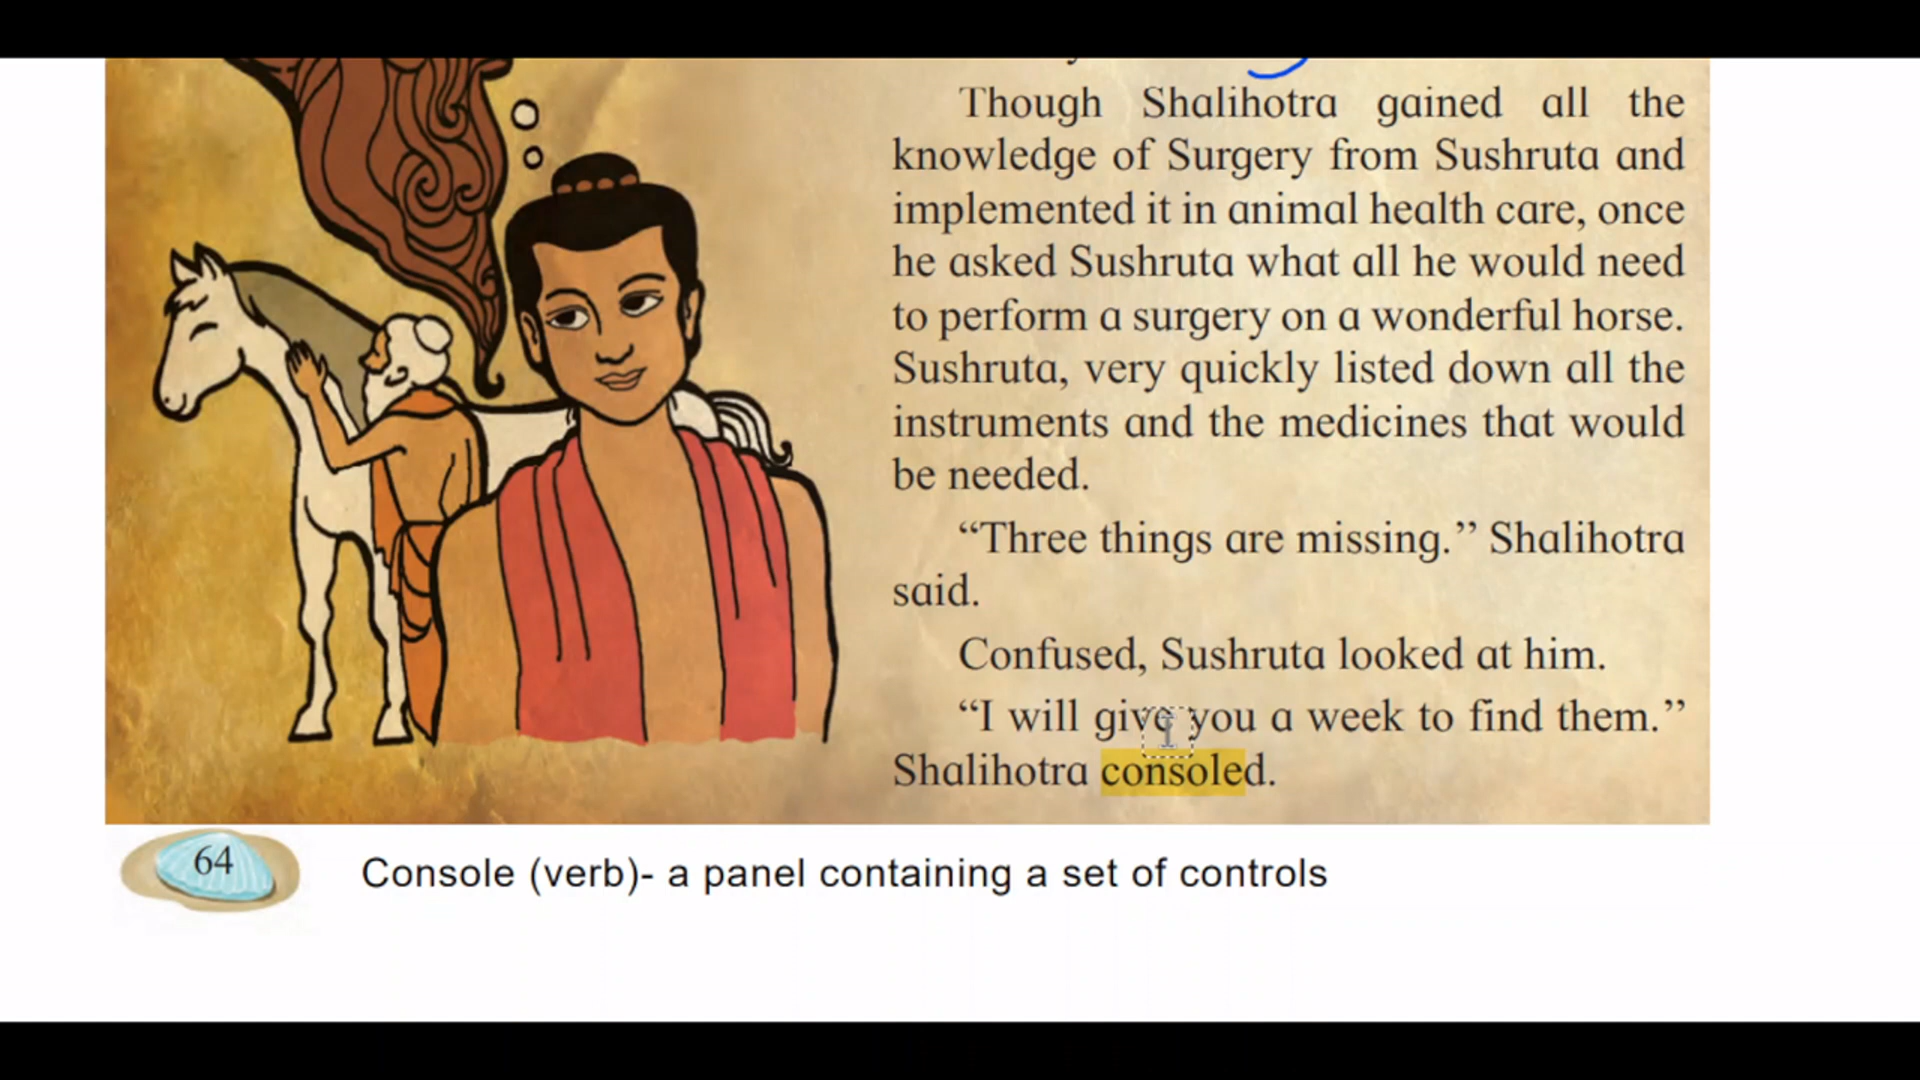 Though Shalihotra gained all the
knowledge of Surgery from Sushruta and
implemented it in animal health care, once
he asked Sushruta what all he would need
to perform a surgery on a wonderful horse.
Sushruta, very quickly listed down all the
instruments and the medicines that would
be needed.
“Three things are missing.” Shalihotra
said.
Confused, Sushruta looked at him.
“I will give you a week to find them.”
Shalihotra consoled.
64
Console (verb)- a panel containing a set of controls